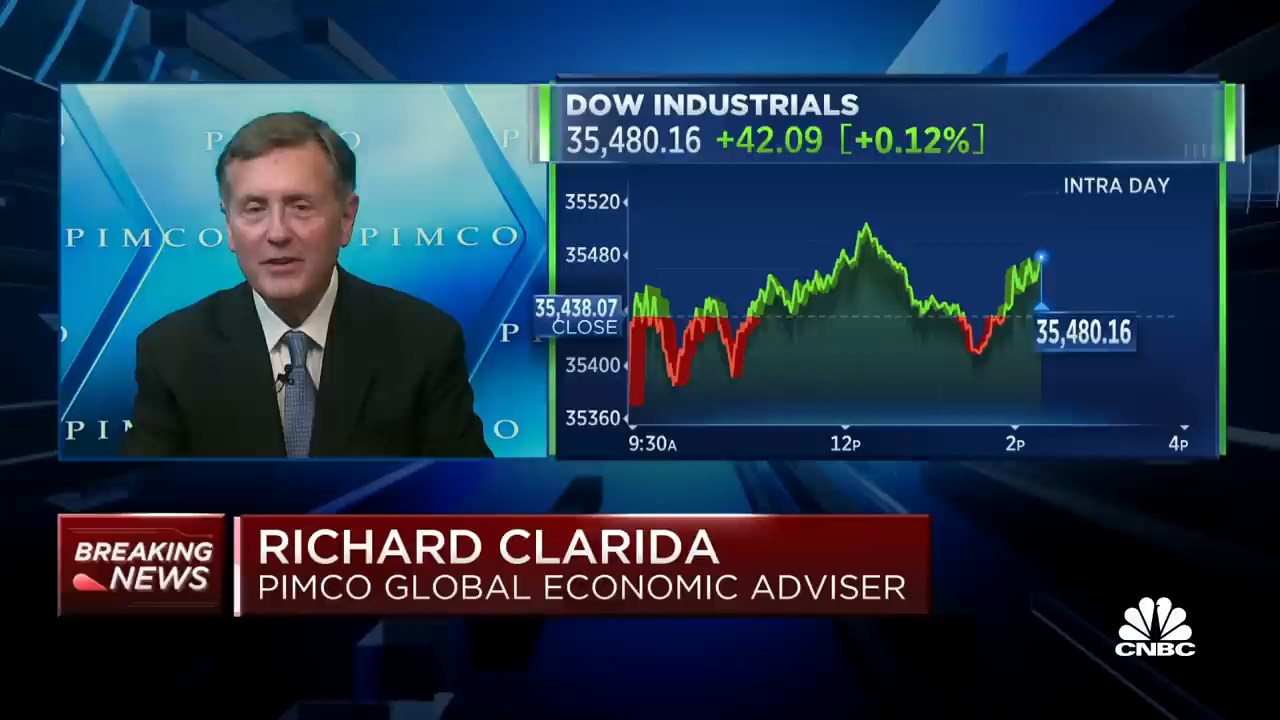 PIMCO
P
PIMCO
PIMCO
P
PIM
O
DOW INDUSTRIALS
35,480.16 +42.09 [+0.12%]
INTRA DAY
35520
35480
35,438.07
CLOSE
35400
35360
35,480.16
9:30A 12P 2P 4P
BREAKING
NEWS
RICHARD CLARIDA
PIMCO GLOBAL ECONOMIC ADVISER
CNBC